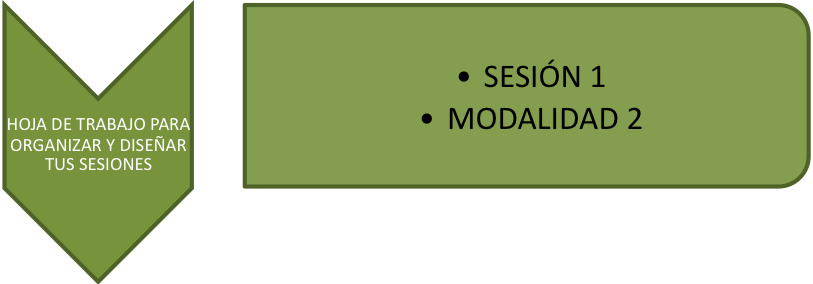 HOJA DE TRABAJO PARA
ORGANIZAR Y DISEÑAR
TUS SESIONES
• SESIÓN 1
• MODALIDAD 2